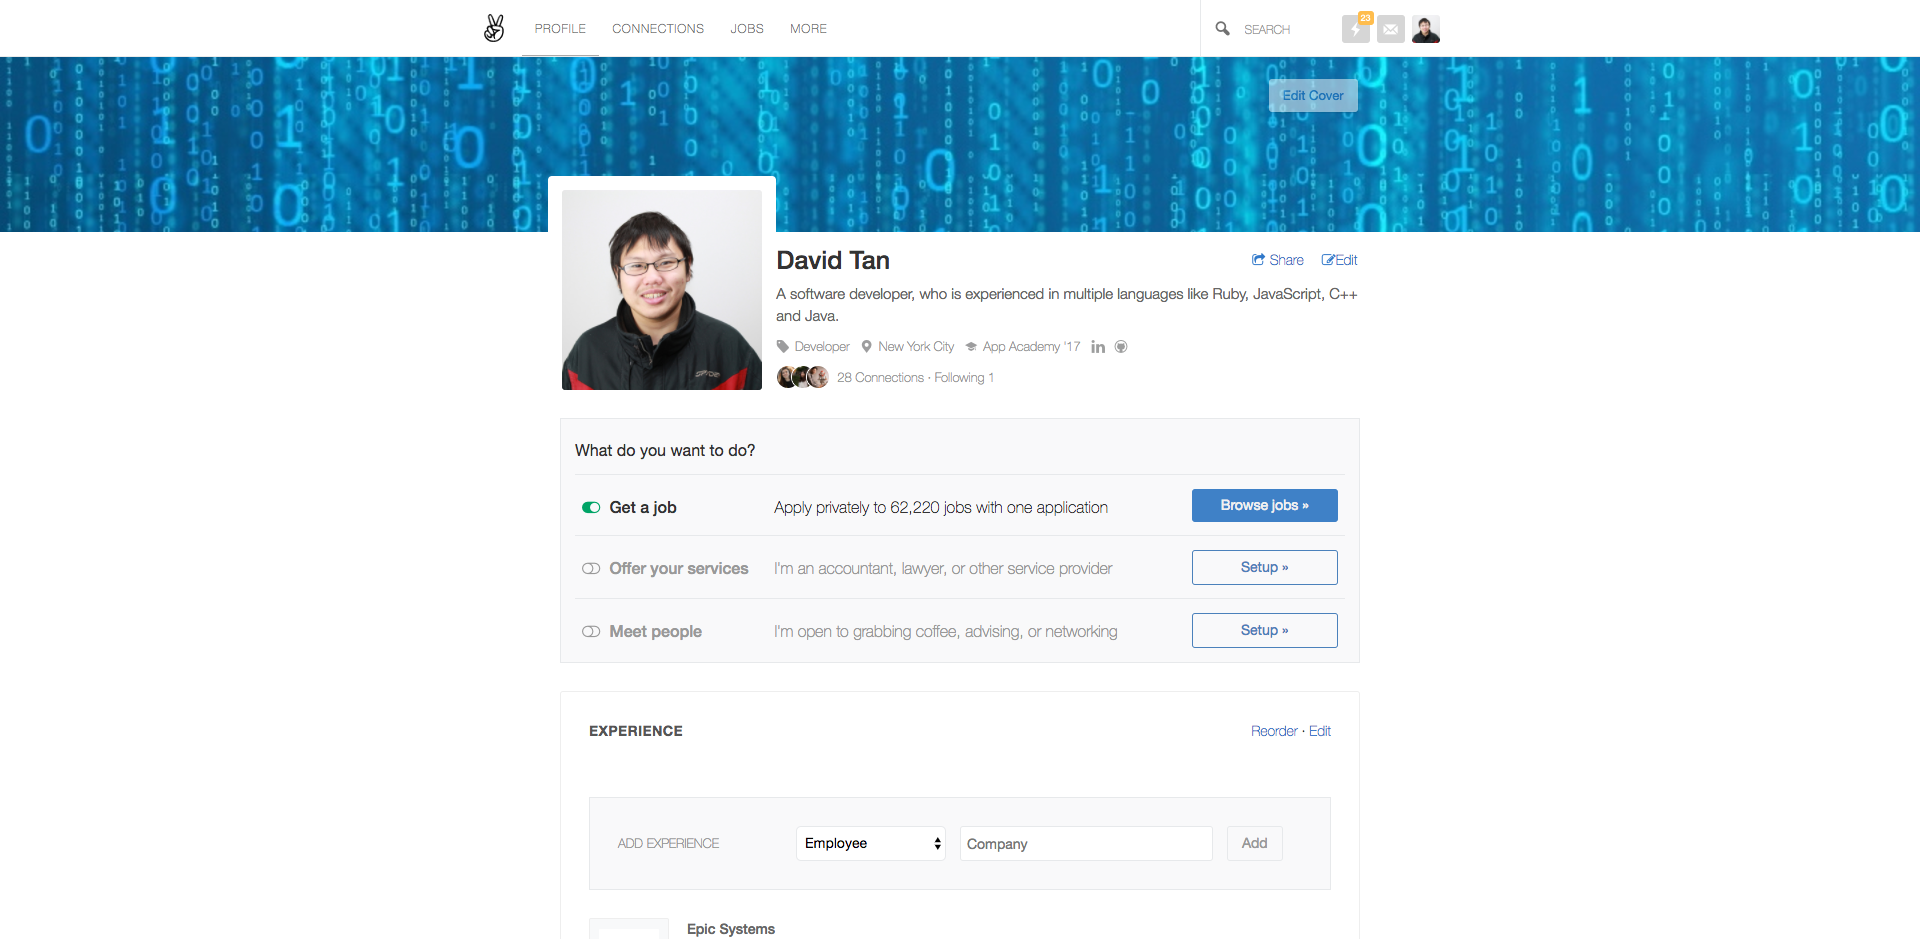 PROFILE CONNECTIONS JOBS MORE SEARCH 23
Edit Cover
David Tan
Share Edit
A software developer, who is experienced in multiple languages like Ruby, JavaScript, C++
and Java.
Developer New York City App Academy '17
28 Connections · Following 1
What do you want to do?
Get a job Apply privately to 62,220 jobs with one application Browse jobs »
Offer your services I'm an accountant, lawyer, or other service provider Setup »
Meet people I'm open to grabbing coffee, advising, or networking Setup »
EXPERIENCE Reorder · Edit
ADD EXPERIENCE Employee Company Add
Epic Systems